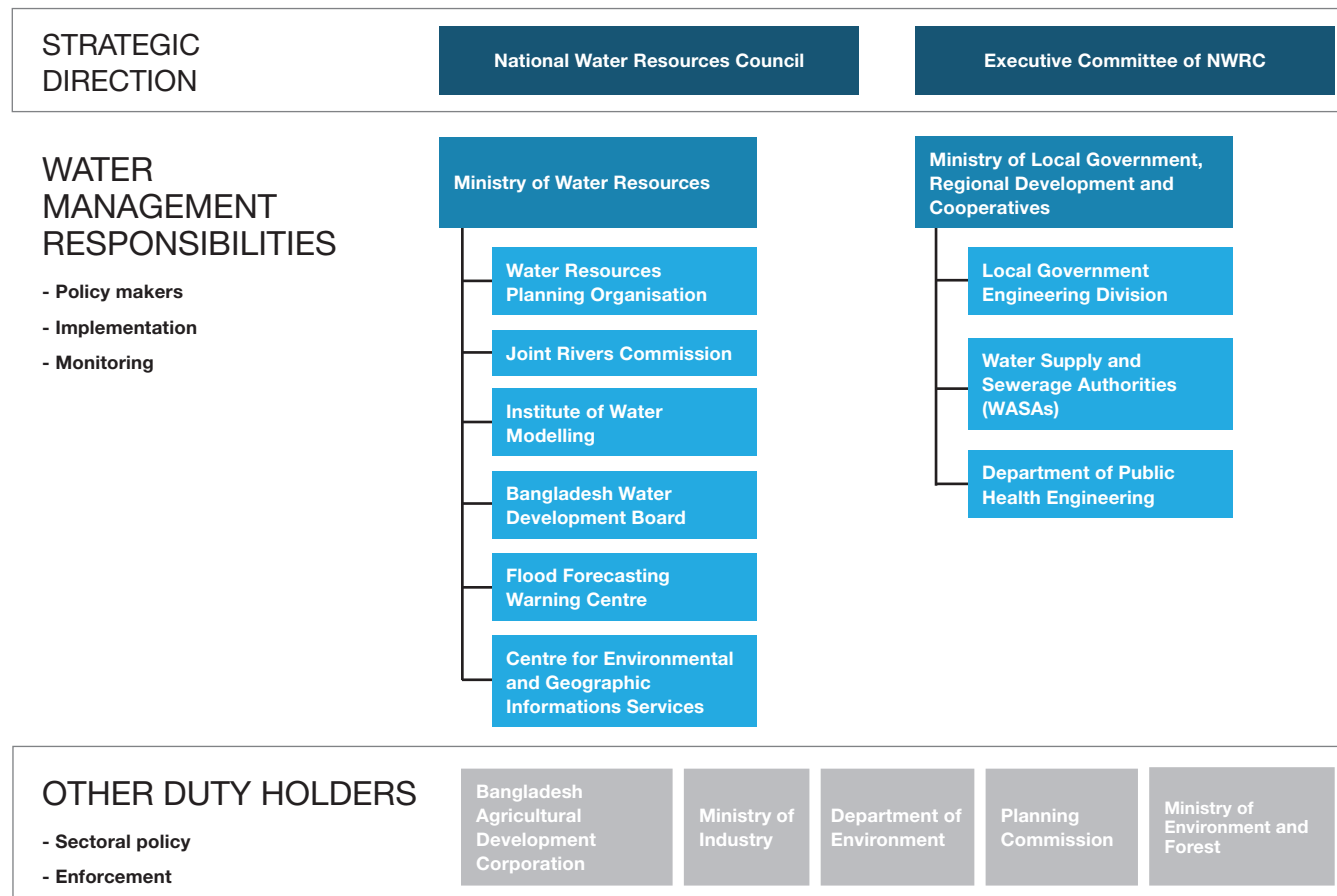 STRATEGIC
DIRECTION
National Water Resources Council
Executive Committee of NWRC
WATER
MANAGEMENT
RESPONSIBILITIES
- Policy makers
- Implementation
- Monitoring
Ministry of Water Resources
Water Resources
Planning Organisation
Joint Rivers Commission
Institute of Water
Modelling
Bangladesh Water
Development Board
Flood Forecasting
Warning Centre
Centre for Environmental
and Geographic
Informations Services
Ministry of Local Government,
Regional Development and
Cooperatives
Local Government
Engineering Division
Water Supply and
Sewerage Authorities
(WASAs)
Department of Public
Health Engineering
OTHER DUTY HOLDERS
- Sectoral policy
- Enforcement
Bangladesh
Agricultural
Development
Corporation
Ministry of
Industry
Department of
Environment
Planning
Commission
Ministry of
Environment and
Forest